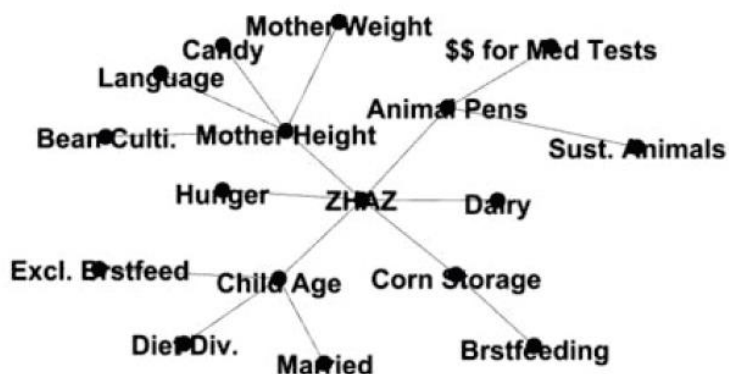 Mother Weight
Candy
$$ for Med Tests
Language
Animal Pens
Bean Culti.
Mother Height
Sust. Animals
Hunger
ZHAZ
Dairy
Excl. Brstfeed
Child Age
Corn Storage
Diet Div.
Married
Brstfeeding